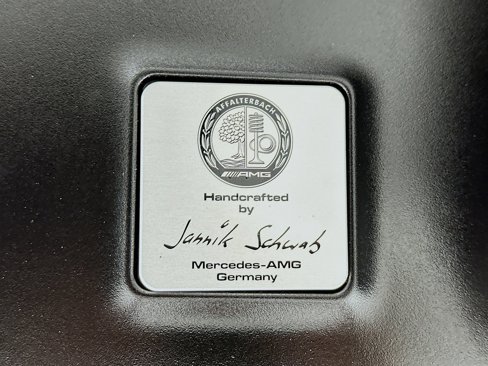 AFFALTERBACH
AMG
Handcrafted
by
Jannik Schwab
Mercedes-AMG
Germany